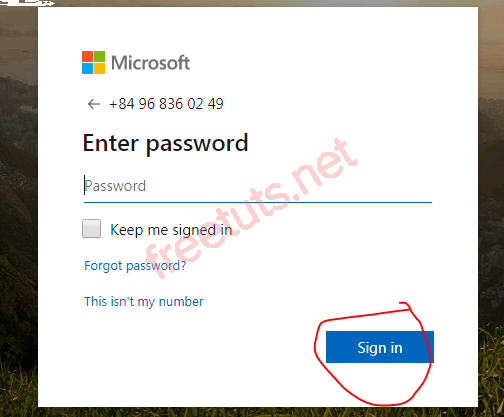 Microsoft
+84 96 836 02 49
Enter password
Password
freetuts.net
Keep me signed in
Forgot password?
This isn't my number
Sign in